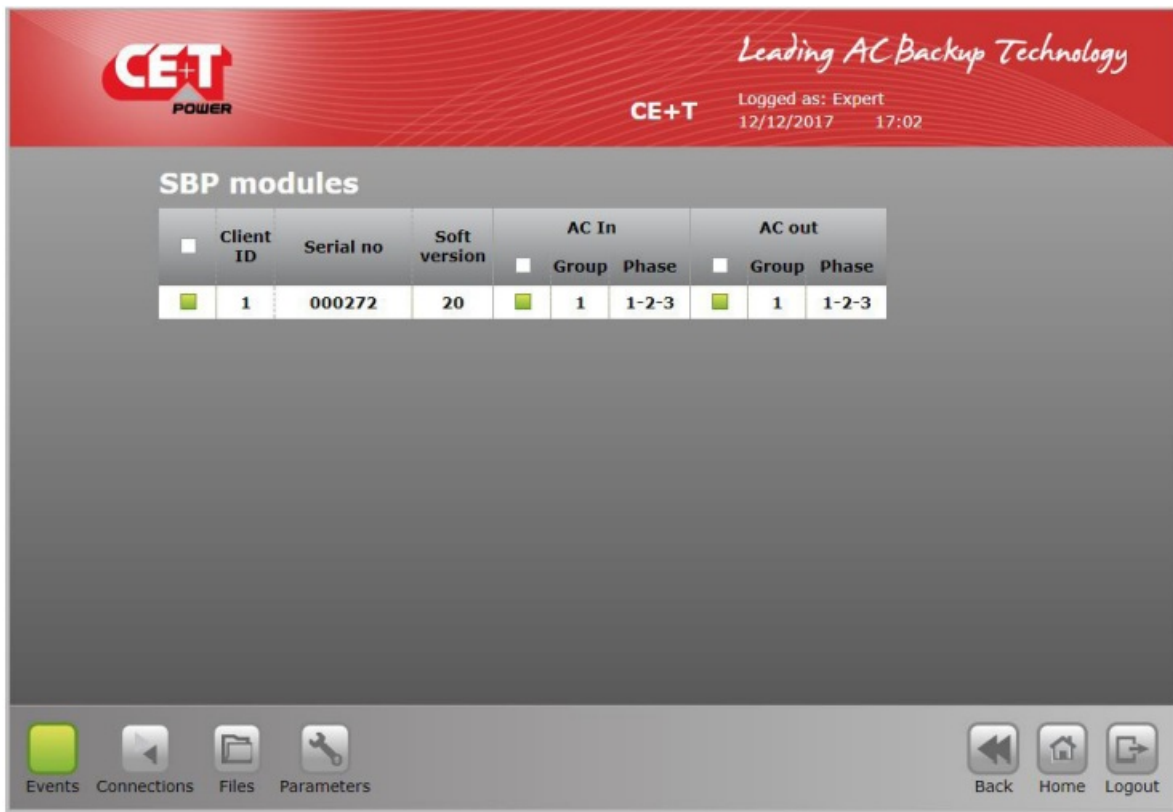 CE+T
POWER
Leading AC Backup Technology
CE+T
Logged as: Expert
12/12/2017 17:02
SBP modules
Client ID Serial no Soft version AC In AC out
Group Phase Group Phase
1 000272 20 1 1-2-3 1 1-2-3
Events Connections Files Parameters Back Home Logout